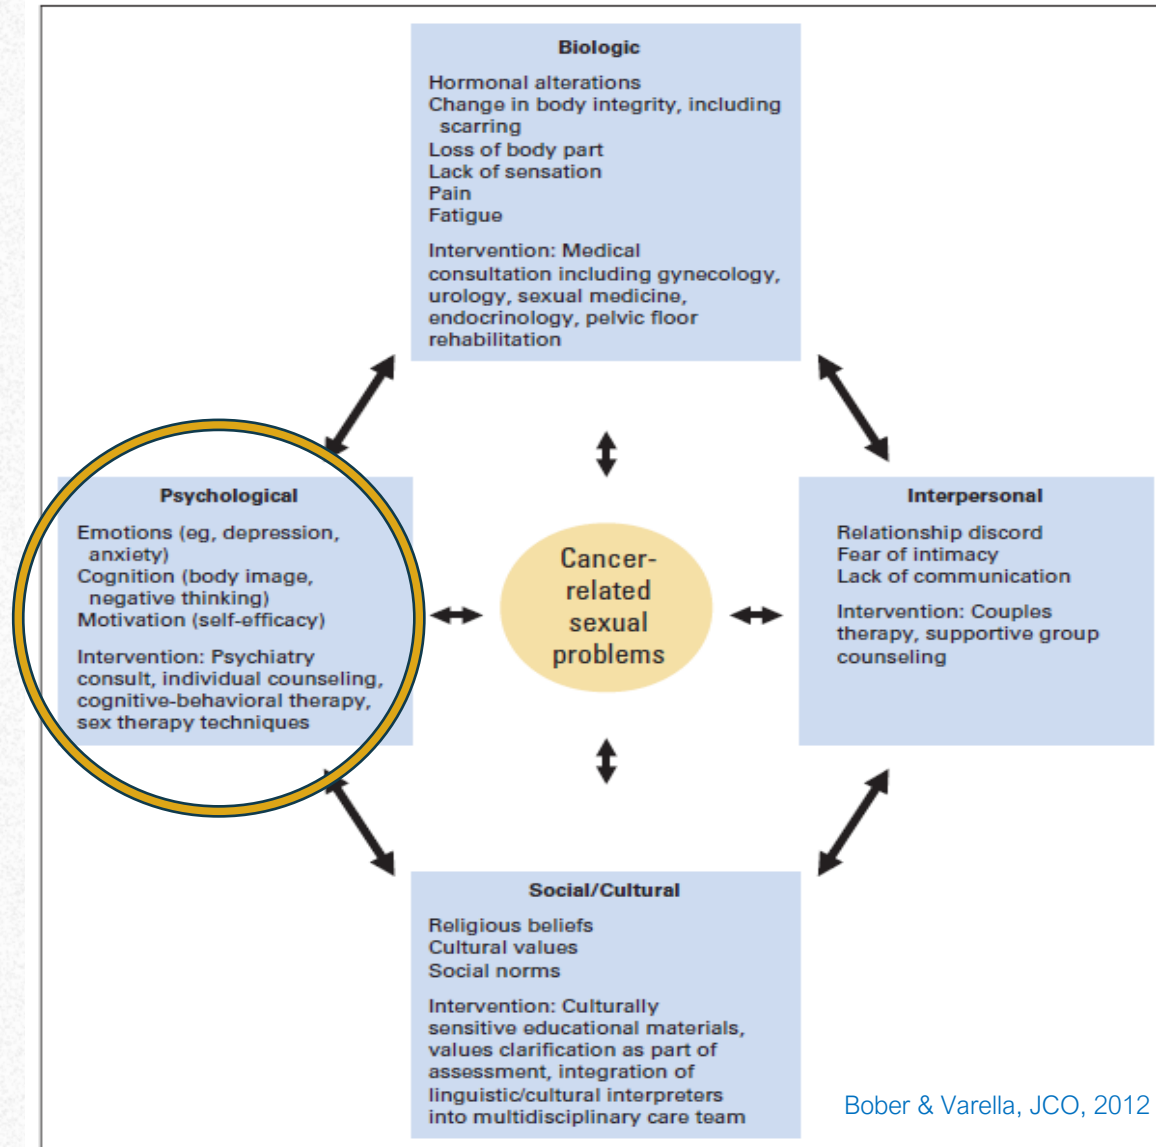 Biologic
Hormonal alterations
Change in body integrity, including
scarring
Loss of body part
Lack of sensation
Pain
Fatigue
Intervention: Medical
consultation including gynecology,
urology, sexual medicine,
endocrinology, pelvic floor
rehabilitation
Psychological
Emotions (eg, depression,
anxiety)
Cognition (body image,
negative thinking)
Motivation (self-efficacy)
Intervention: Psychiatry
consult, individual counseling,
cognitive-behavioral therapy,
sex therapy techniques
Cancer-
related
sexual
problems
Interpersonal
Relationship discord
Fear of intimacy
Lack of communication
Intervention: Couples
therapy, supportive group
counseling
Social/Cultural
Religious beliefs
Cultural values
Social norms
Intervention: Culturally
sensitive educational materials,
values clarification as part of
assessment, integration of
linguistic/cultural interpreters
into multidisciplinary care team
Bober & Varella, JCO, 2012